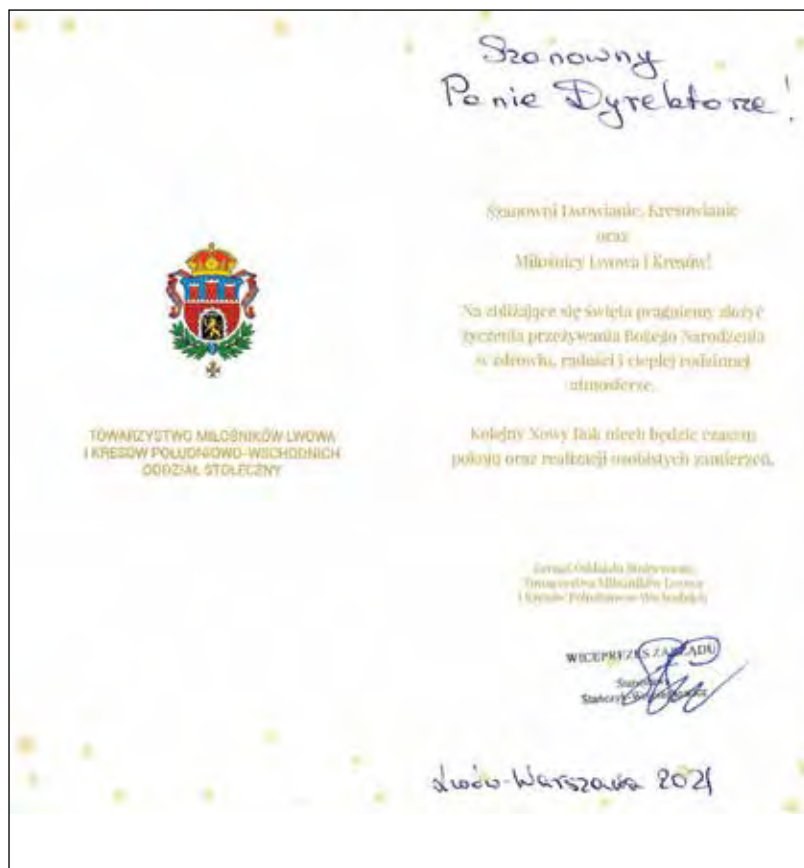 Szanowny
Panie Dyrektorze!
Szanowni Lwowianie, Kresowianie
oraz
Miłośnicy Lwowa i Kresów!
Na zbliżające się święta pragniemy złożyć
życzenia przeżywania Bożego Narodzenia
w zdrowiu, radości i ciepłej rodzinnej
atmosferze.
Kolejny Nowy Rok niech będzie czasem
pokoju oraz realizacji osobistych zamierzeń.
TOWARZYSTWO MIŁOŚNIKÓW LWOWA
I KRESÓW POŁUDNIOWO-WSCHODNICH
ODDZIAŁ STOŁECZNY
Zarząd Oddziału Stołecznego
Towarzystwa Miłośników Lwowa
i Kresów Południowo-Wschodnich
WICEPREZES ZARZĄDU
Lwów-Warszawa 2021